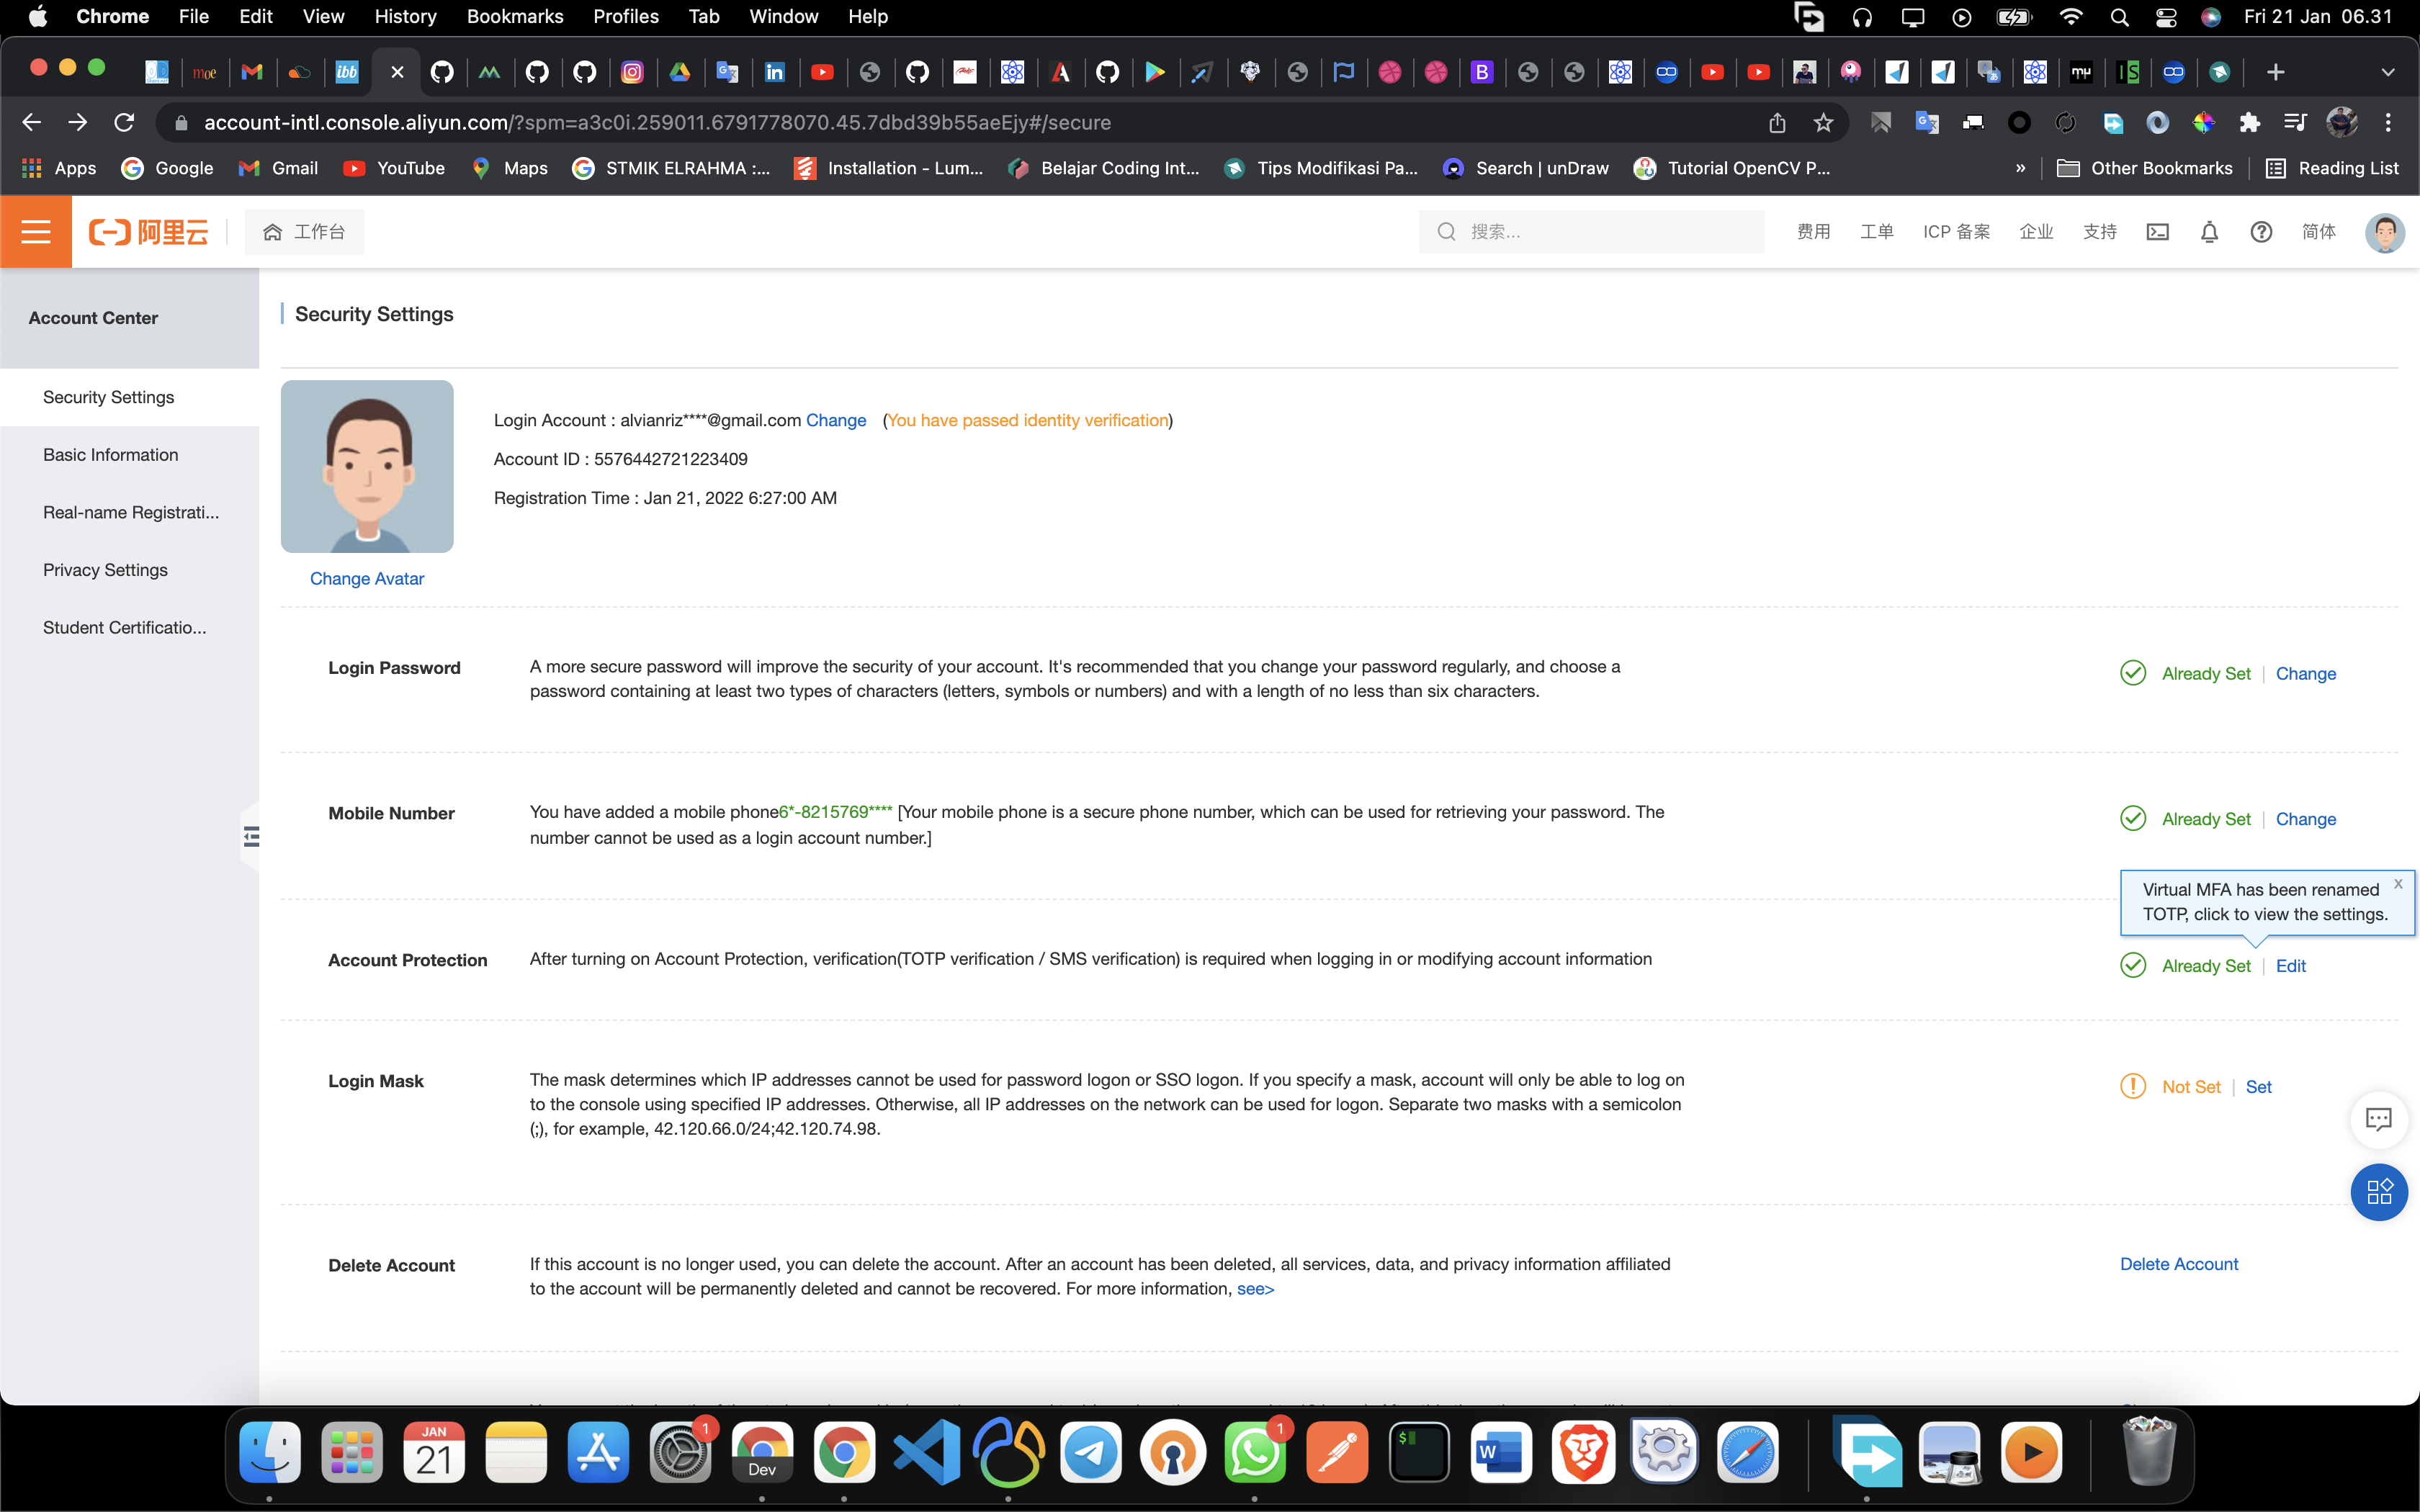 Chrome File Edit View History Bookmarks Profiles Tab Window Help Fri 21 Jan 06.31
account-intl.console.aliyun.com/?spm=a3c0i.259011.6791778070.45.7dbd39b55aeEjy#/secure
Apps Google Gmail YouTube Maps STMIK ELRAHMA :... Installation - Lum... Belajar Coding Int... Tips Modifikasi Pa... Search | unDraw Tutorial OpenCV P... » Other Bookmarks Reading List
阿里云 工作台 搜索... 费用 工单 ICP 备案 企业 支持 简体
Account Center
Security Settings
Basic Information
Real-name Registrati...
Privacy Settings
Student Certificatio...
Security Settings
Login Account : alvianriz****@gmail.com Change (You have passed identity verification)
Account ID : 5576442721223409
Registration Time : Jan 21, 2022 6:27:00 AM
Change Avatar
Login Password
A more secure password will improve the security of your account. It's recommended that you change your password regularly, and choose a
password containing at least two types of characters (letters, symbols or numbers) and with a length of no less than six characters.
Already Set | Change
Mobile Number
You have added a mobile phone6*-8215769**** [Your mobile phone is a secure phone number, which can be used for retrieving your password. The
number cannot be used as a login account number.]
Already Set | Change
Virtual MFA has been renamed x
TOTP, click to view the settings.
Account Protection
After turning on Account Protection, verification(TOTP verification / SMS verification) is required when logging in or modifying account information
Already Set | Edit
Login Mask
The mask determines which IP addresses cannot be used for password logon or SSO logon. If you specify a mask, account will only be able to log on
to the console using specified IP addresses. Otherwise, all IP addresses on the network can be used for logon. Separate two masks with a semicolon
(;), for example, 42.120.66.0/24;42.120.74.98.
Not Set | Set
Delete Account
If this account is no longer used, you can delete the account. After an account has been deleted, all services, data, and privacy information affiliated
to the account will be permanently deleted and cannot be recovered. For more information, see>
Delete Account
JAN
21
1
Dev
1